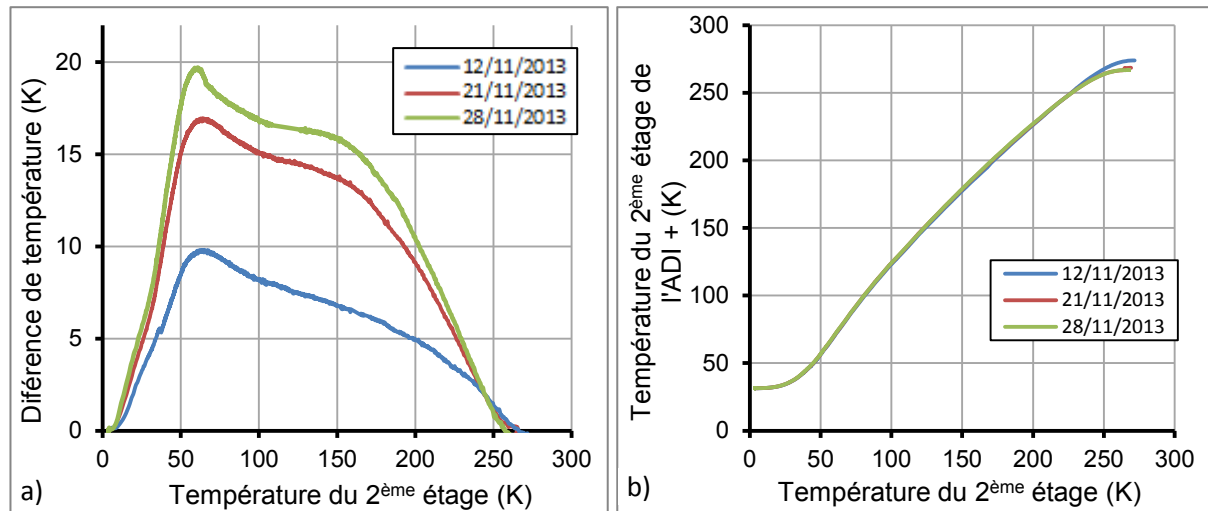 Diférence de température (K)
20
15
10
5
0
0 50 100 150 200 250 300
Température du 2ème étage (K)
12/11/2013
21/11/2013
28/11/2013
a)
Température du 2ème étage de
l'ADI + (K)
300
250
200
150
100
50
0
0 50 100 150 200 250 300
Température du 2ème étage (K)
12/11/2013
21/11/2013
28/11/2013
b)